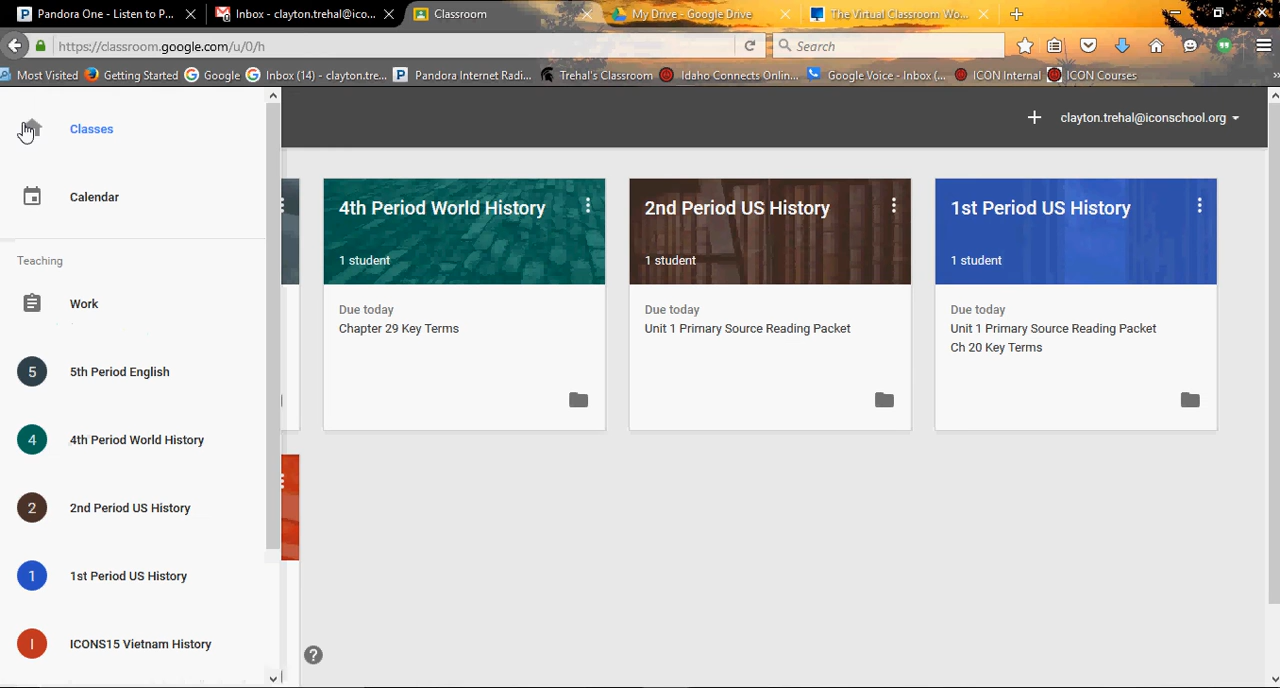 Pandora One - Listen to P...
Inbox - clayton.trehal@ico...
Classroom
My Drive - Google Drive
The Virtual Classroom Wo...
https://classroom.google.com/u/0/h
Search
Most Visited
Getting Started
Google
Inbox (14) - clayton.tre...
Pandora Internet Radi...
Trehal's Classroom
Idaho Connects Onlin...
Google Voice - Inbox (...
ICON Internal
ICON Courses
Classes
Calendar
Teaching
Work
5 5th Period English
4 4th Period World History
2 2nd Period US History
1 1st Period US History
I ICONS15 Vietnam History
clayton.trehal@iconschool.org
4th Period World History
1 student
Due today
Chapter 29 Key Terms
2nd Period US History
1 student
Due today
Unit 1 Primary Source Reading Packet
1st Period US History
1 student
Due today
Unit 1 Primary Source Reading Packet
Ch 20 Key Terms
?